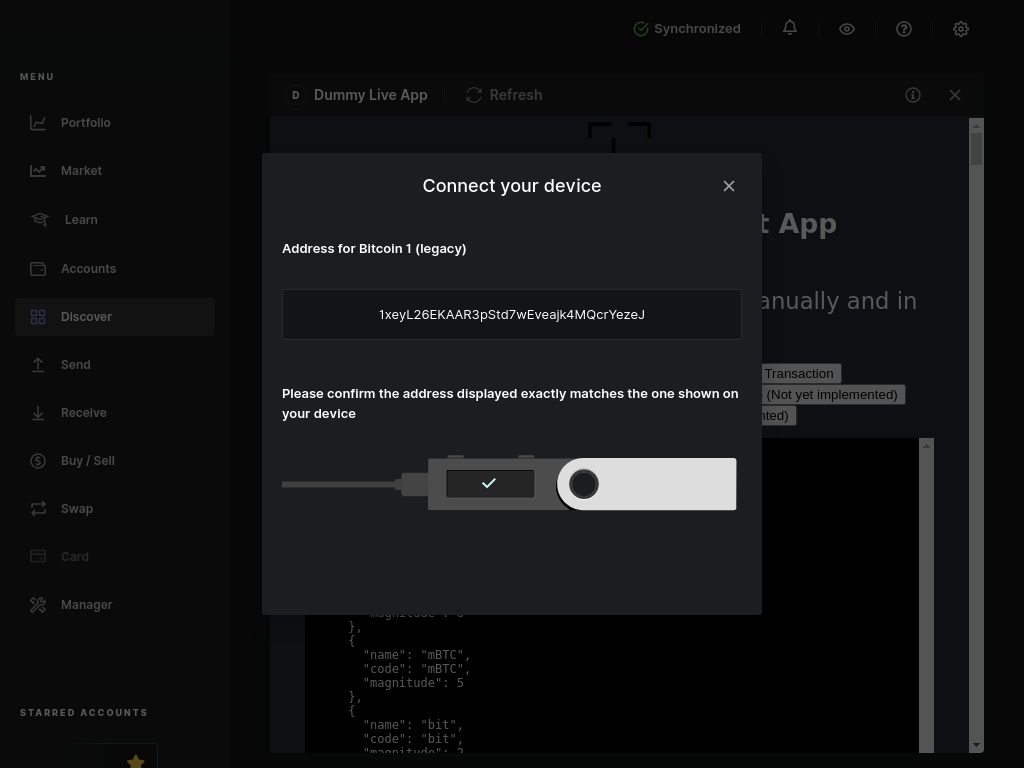 Synchronized
MENU
D Dummy Live App Refresh
Portfolio
Market
Learn
Accounts
Discover
Send
Receive
Buy / Sell
Swap
Card
Manager
STARRED ACCOUNTS
Connect your device
Address for Bitcoin 1 (legacy)
1xeyL26EKAAR3pStd7wEveajk4MQcrYezeJ
Please confirm the address displayed exactly matches the one shown on
your device
App
anually and in
Transaction
(Not yet implemented)
},
{
"name": "mBTC",
"code": "mBTC",
"magnitude": 5
},
{
"name": "bit",
"code": "bit",
"magnitude": 2